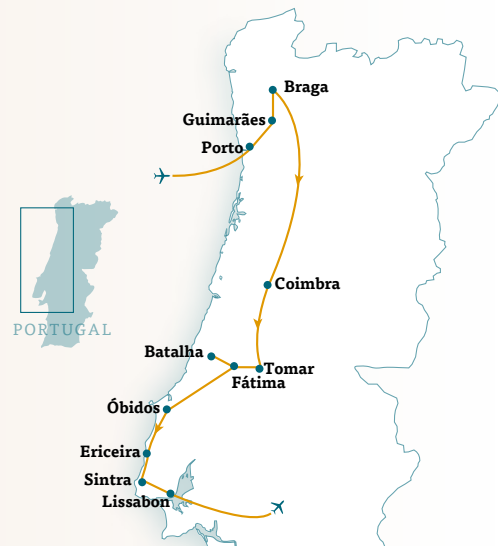 Braga
Guimarães
Porto
Coimbra
PORTUGAL
Batalha
Tomar
Fátima
Óbidos
Ericeira
Sintra
Lissabon